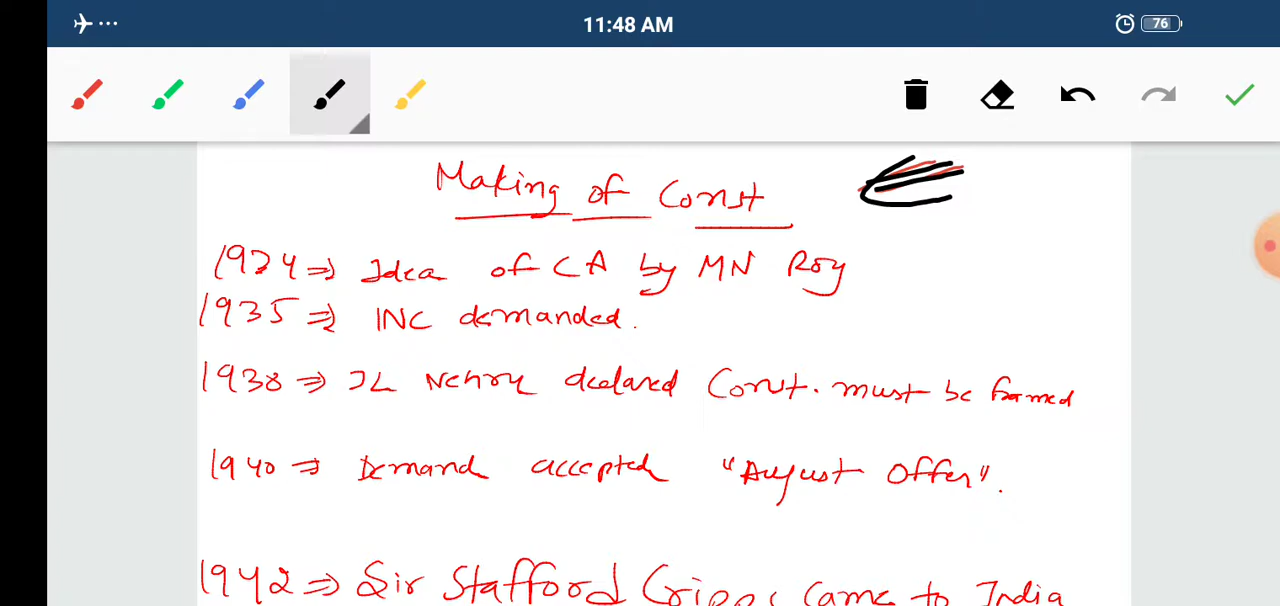 11:48 AM
76
Making of Const
1934 ⇒ Idea of CA by MN Roy
1935 ⇒ INC demanded.
1938 ⇒ JL Nehru declared Const. must be formed
1940 ⇒ Demand accepted "August Offer".
1942 ⇒ Sir Stafford Cripps came to India